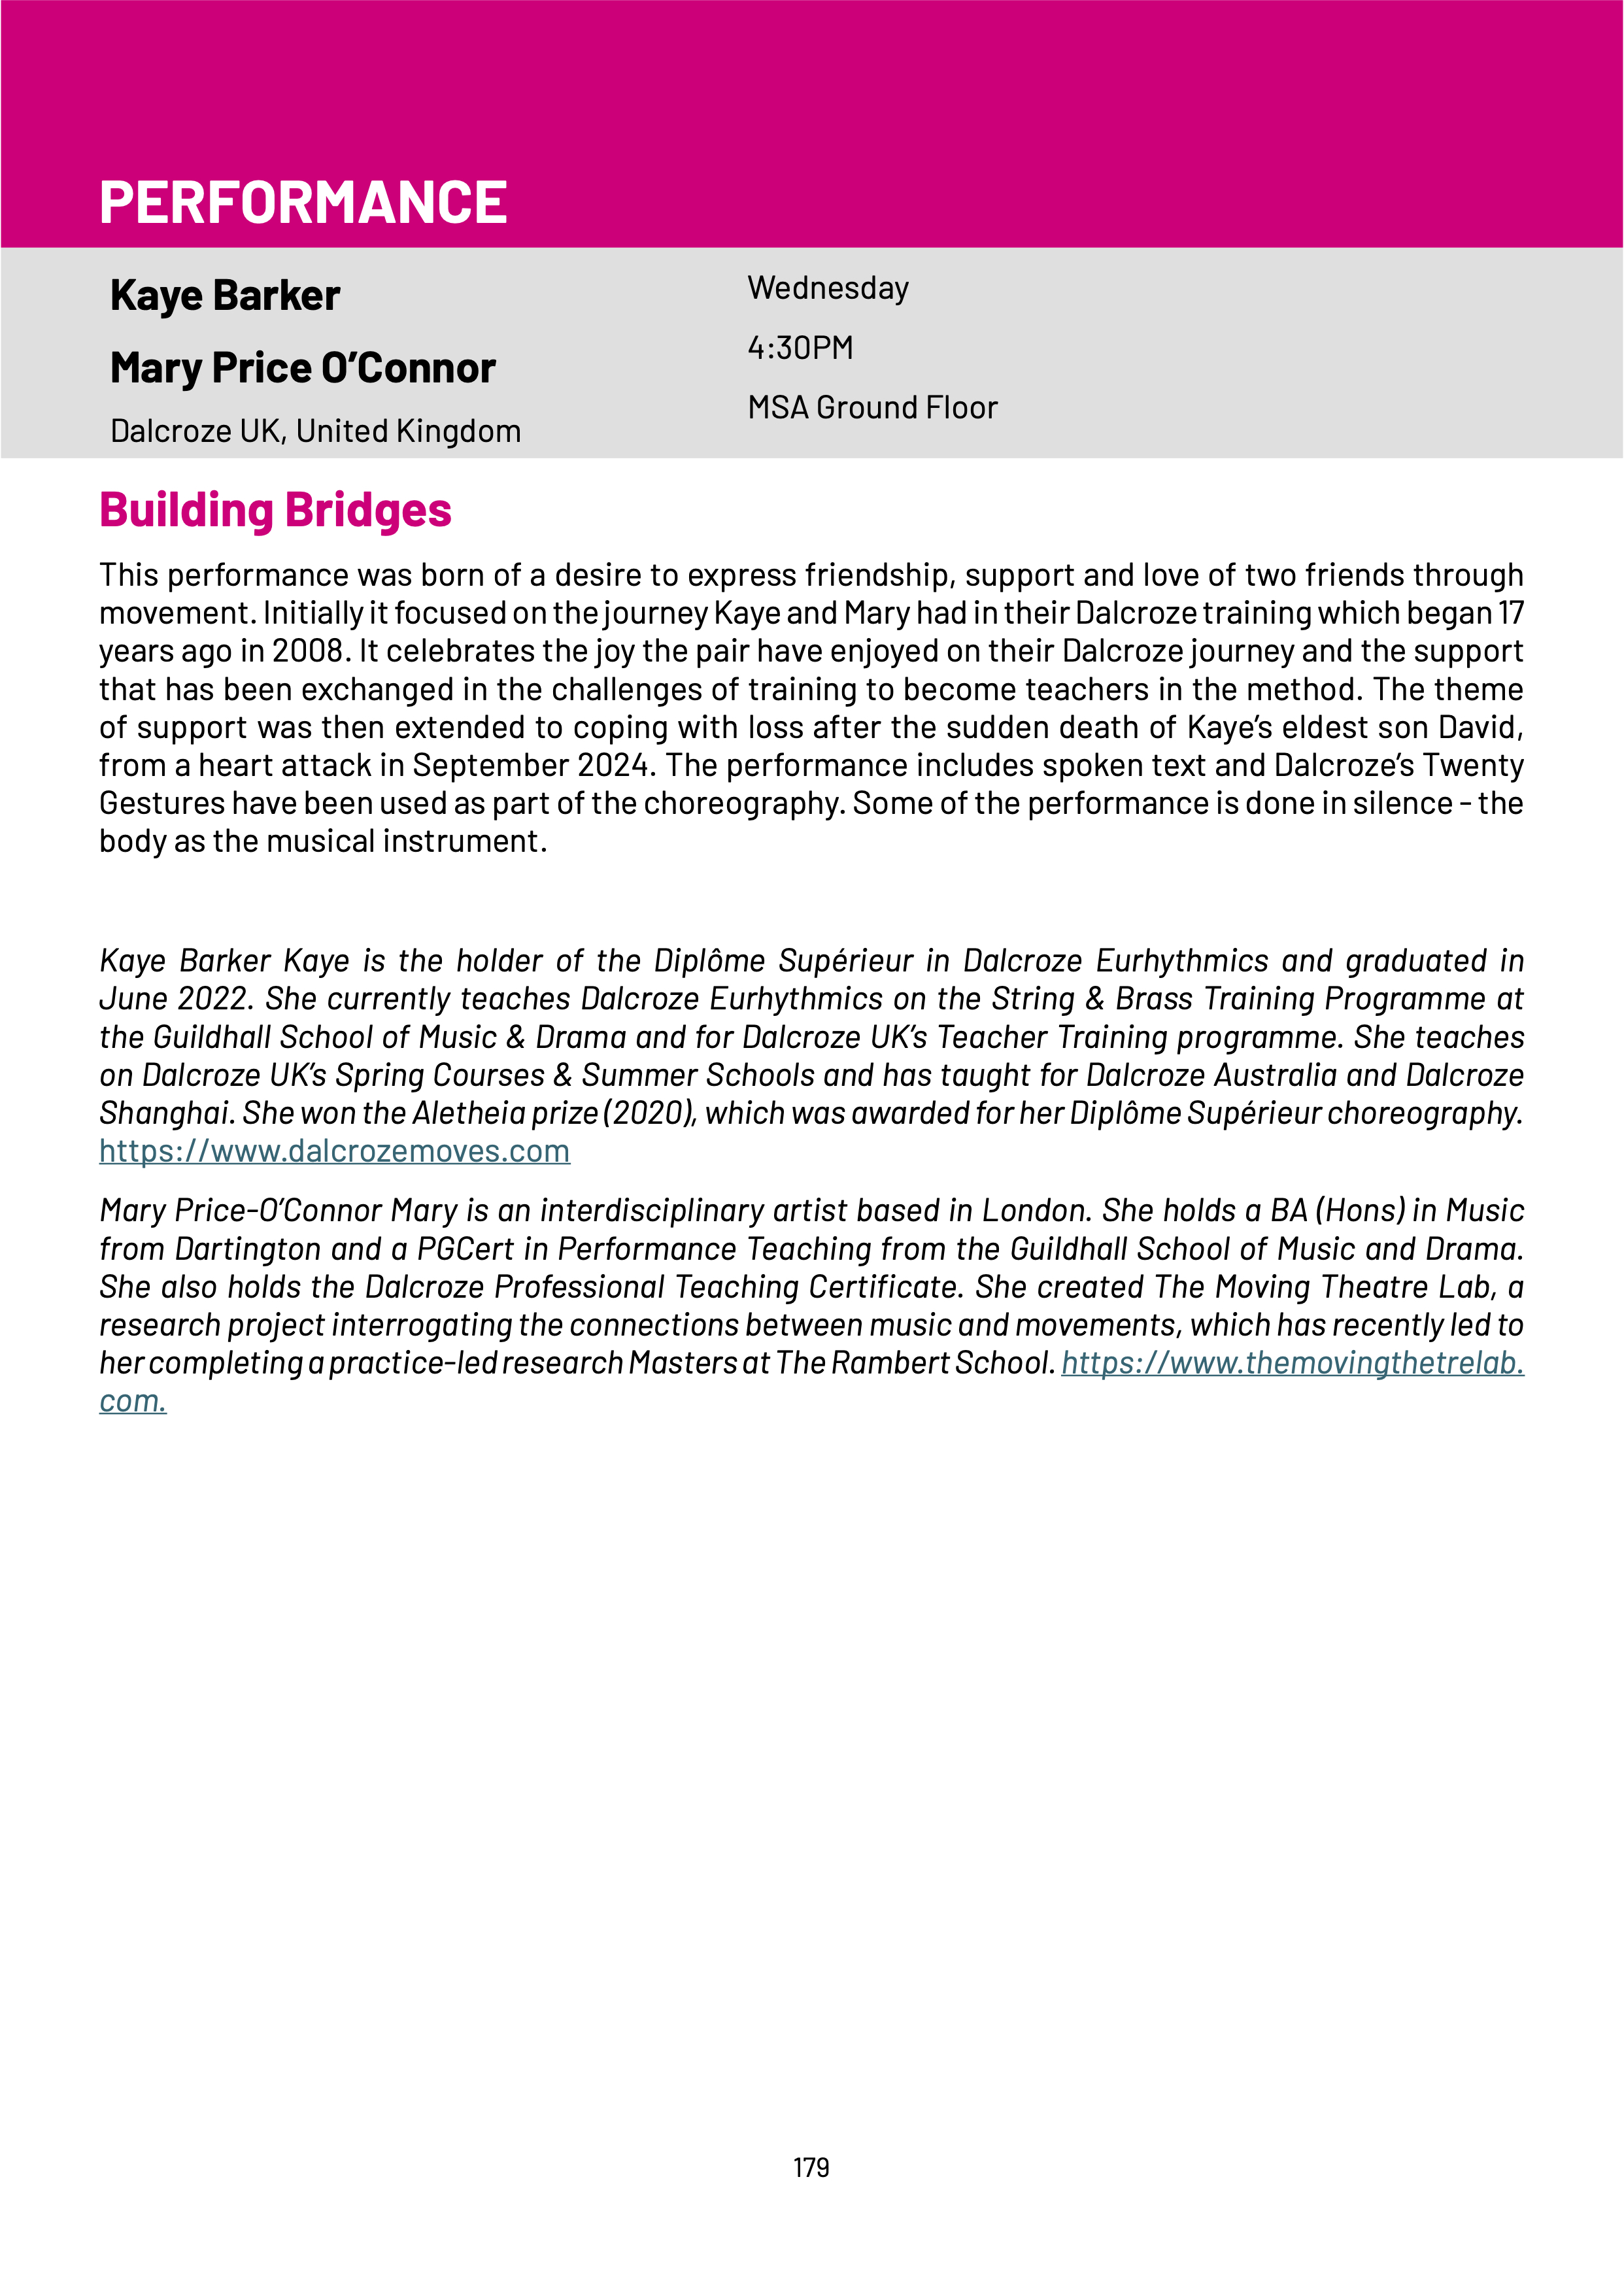 PERFORMANCE
Kaye Barker
Mary Price O’Connor
Dalcroze UK, United Kingdom
Wednesday
4:30PM
MSA Ground Floor
Building Bridges
This performance was born of a desire to express friendship, support and love of two friends through
movement. Initially it focused on the journey Kaye and Mary had in their Dalcroze training which began 17
years ago in 2008. It celebrates the joy the pair have enjoyed on their Dalcroze journey and the support
that has been exchanged in the challenges of training to become teachers in the method. The theme
of support was then extended to coping with loss after the sudden death of Kaye’s eldest son David,
from a heart attack in September 2024. The performance includes spoken text and Dalcroze’s Twenty
Gestures have been used as part of the choreography. Some of the performance is done in silence - the
body as the musical instrument.
Kaye Barker Kaye is the holder of the Diplôme Supérieur in Dalcroze Eurhythmics and graduated in
June 2022. She currently teaches Dalcroze Eurhythmics on the String & Brass Training Programme at
the Guildhall School of Music & Drama and for Dalcroze UK’s Teacher Training programme. She teaches
on Dalcroze UK’s Spring Courses & Summer Schools and has taught for Dalcroze Australia and Dalcroze
Shanghai. She won the Aletheia prize (2020), which was awarded for her Diplôme Supérieur choreography.
https://www.dalcrozemoves.com
Mary Price-O’Connor Mary is an interdisciplinary artist based in London. She holds a BA (Hons) in Music
from Dartington and a PGCert in Performance Teaching from the Guildhall School of Music and Drama.
She also holds the Dalcroze Professional Teaching Certificate. She created The Moving Theatre Lab, a
research project interrogating the connections between music and movements, which has recently led to
her completing a practice-led research Masters at The Rambert School. https://www.themovingthetrelab.
com.
179